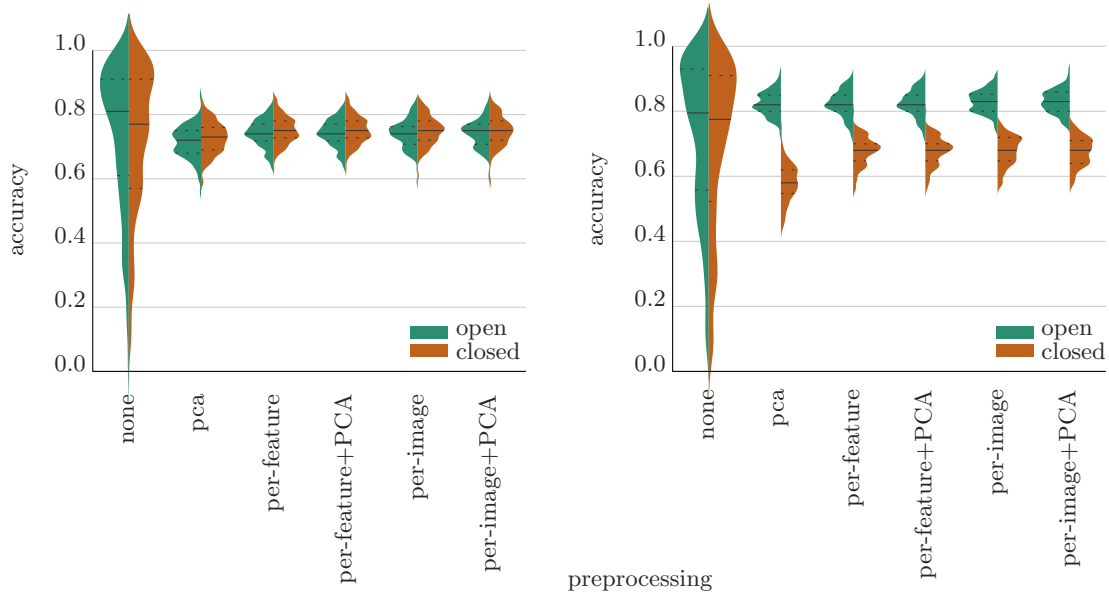 1.0
0.8
0.6
0.4
0.2
0.0
accuracy
open
closed
none
pca
per-feature
per-feature+PCA
per-image
per-image+PCA
1.0
0.8
0.6
0.4
0.2
0.0
accuracy
open
closed
none
pca
per-feature
per-feature+PCA
per-image
per-image+PCA
preprocessing